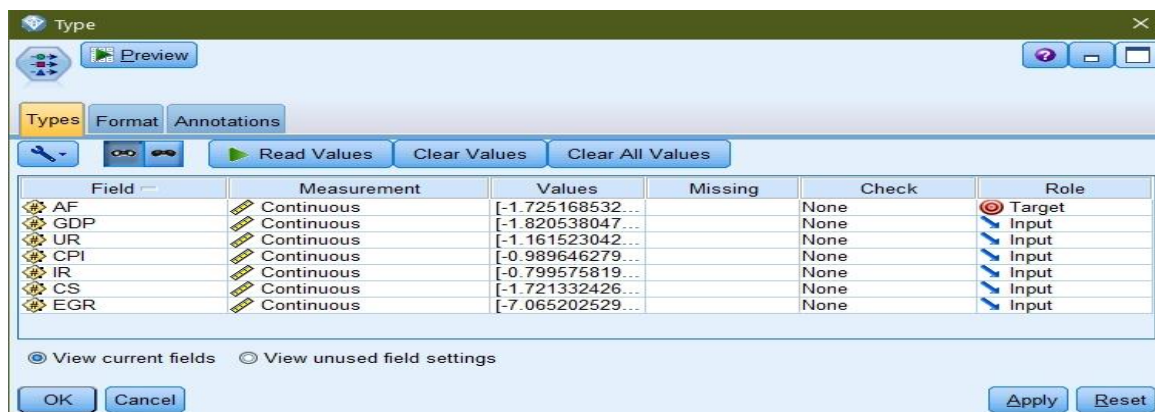 Type
Preview
Types Format Annotations
Read Values Clear Values Clear All Values
Field Measurement Values Missing Check Role
AF Continuous [-1.725168532... None Target
GDP Continuous [-1.820538047... None Input
UR Continuous [-1.161523042... None Input
CPI Continuous [-0.989646279... None Input
IR Continuous [-0.799575819... None Input
CS Continuous [-1.721332426... None Input
EGR Continuous [-7.065202529... None Input
View current fields View unused field settings
OK Cancel Apply Reset